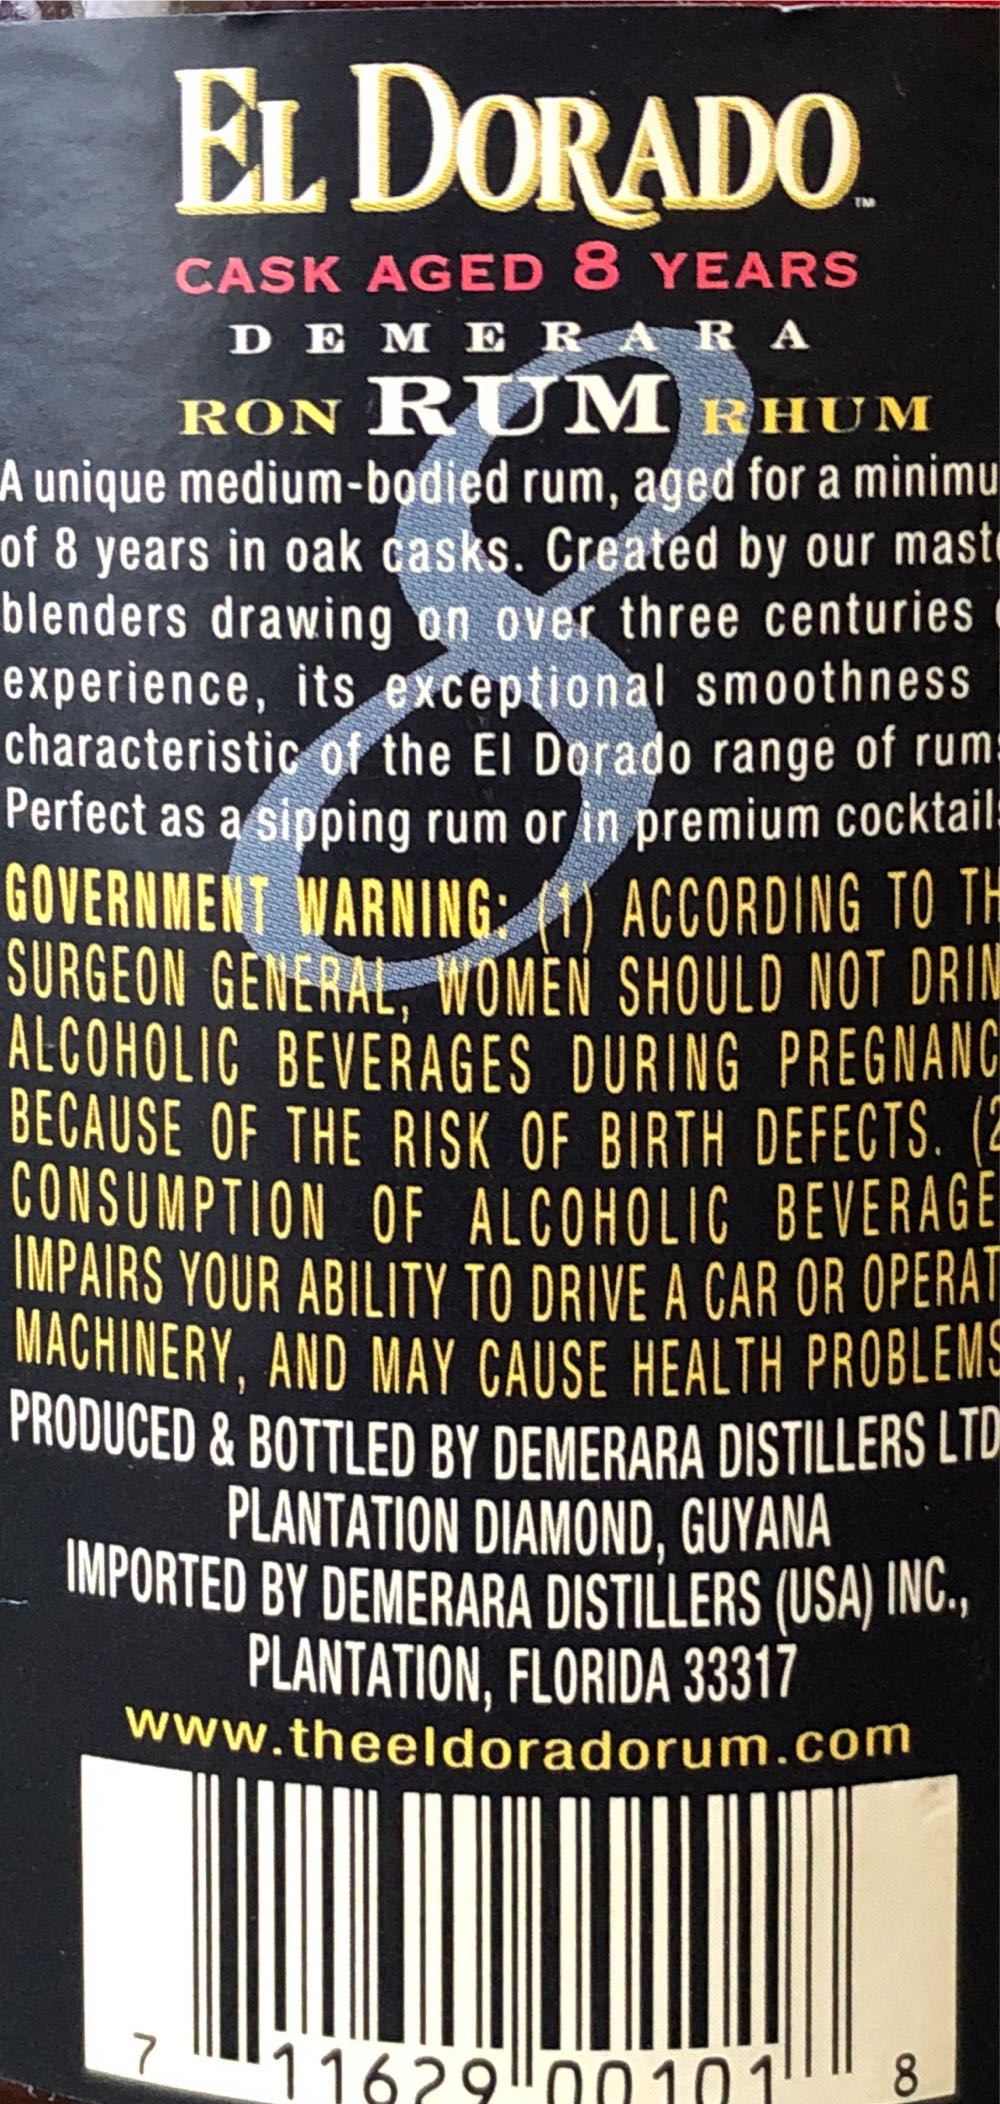 EL DORADO™
CASK AGED 8 YEARS
DEMERARA
RON RUM RHUM
8
A unique medium-bodied rum, aged for a minimu
of 8 years in oak casks. Created by our mast
blenders drawing on over three centuries
experience, its exceptional smoothness
characteristic of the El Dorado range of rums
Perfect as a sipping rum or in premium cocktails
GOVERNMENT WARNING: (1) ACCORDING TO TH
SURGEON GENERAL, WOMEN SHOULD NOT DRIN
ALCOHOLIC BEVERAGES DURING PREGNANC
BECAUSE OF THE RISK OF BIRTH DEFECTS. (2
CONSUMPTION OF ALCOHOLIC BEVERAGE
IMPAIRS YOUR ABILITY TO DRIVE A CAR OR OPERAT
MACHINERY, AND MAY CAUSE HEALTH PROBLEMS
PRODUCED & BOTTLED BY DEMERARA DISTILLERS LTD
PLANTATION DIAMOND, GUYANA
IMPORTED BY DEMERARA DISTILLERS (USA) INC.,
PLANTATION, FLORIDA 33317
www.theeldoradorum.com
7 11629 00101 8